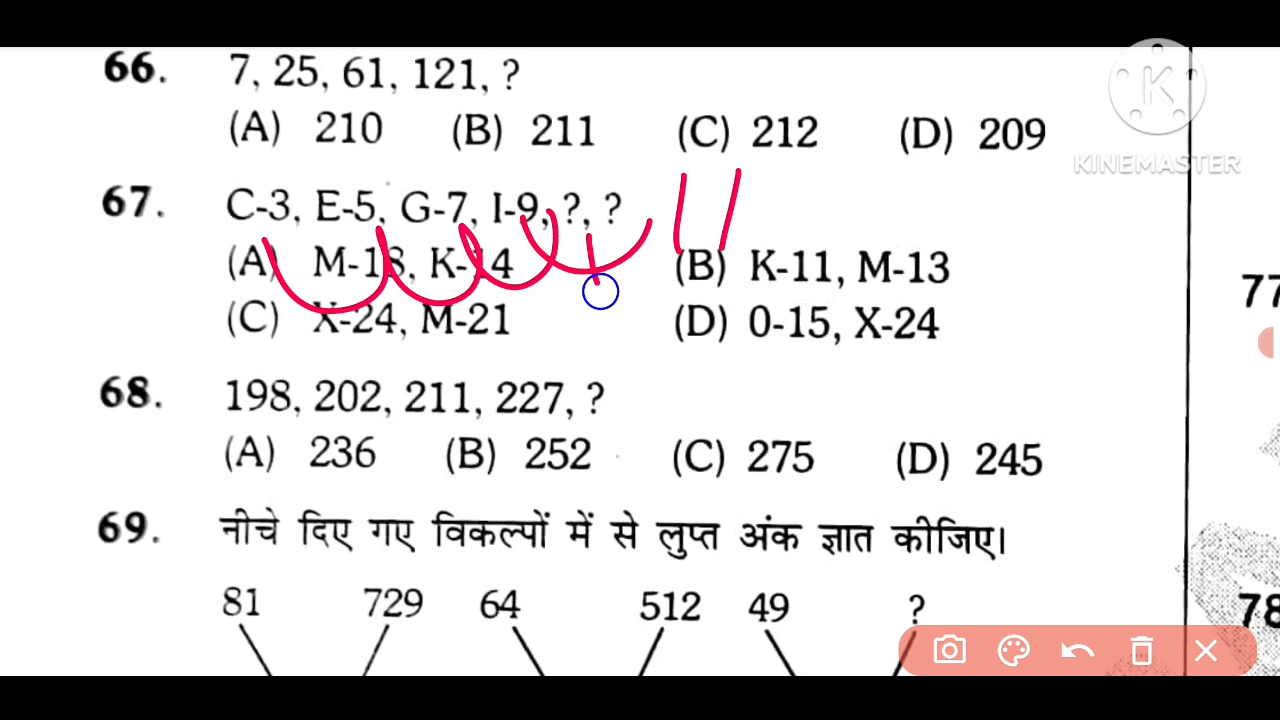 66. 7, 25, 61, 121, ?
(A) 210 (B) 211 (C) 212 (D) 209
KINEMASTER
67. C-3, E-5, G-7, I-9, ?, ?
(A) M-18, K-14 (B) K-11, M-13
(C) X-24, M-21 (D) 0-15, X-24
77
68. 198, 202, 211, 227, ?
(A) 236 (B) 252 (C) 275 (D) 245
69. नीचे दिए गए विकल्पों में से लुप्त अंक ज्ञात कीजिए।
81 729 64 512 49 ?
78